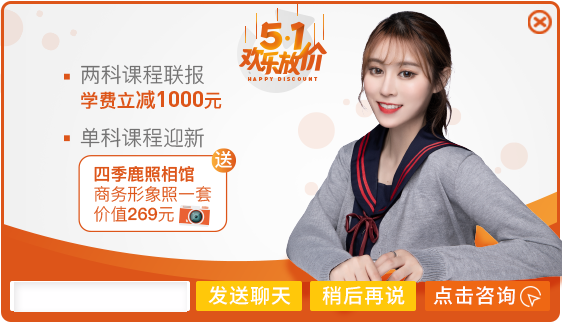 5·1
欢乐放价
HAPPY DISCOUNT
两科课程联报
学费立减1000元
单科课程迎新
送
四季鹿照相馆
商务形象照一套
价值269元
发送聊天
稍后再说
点击咨询